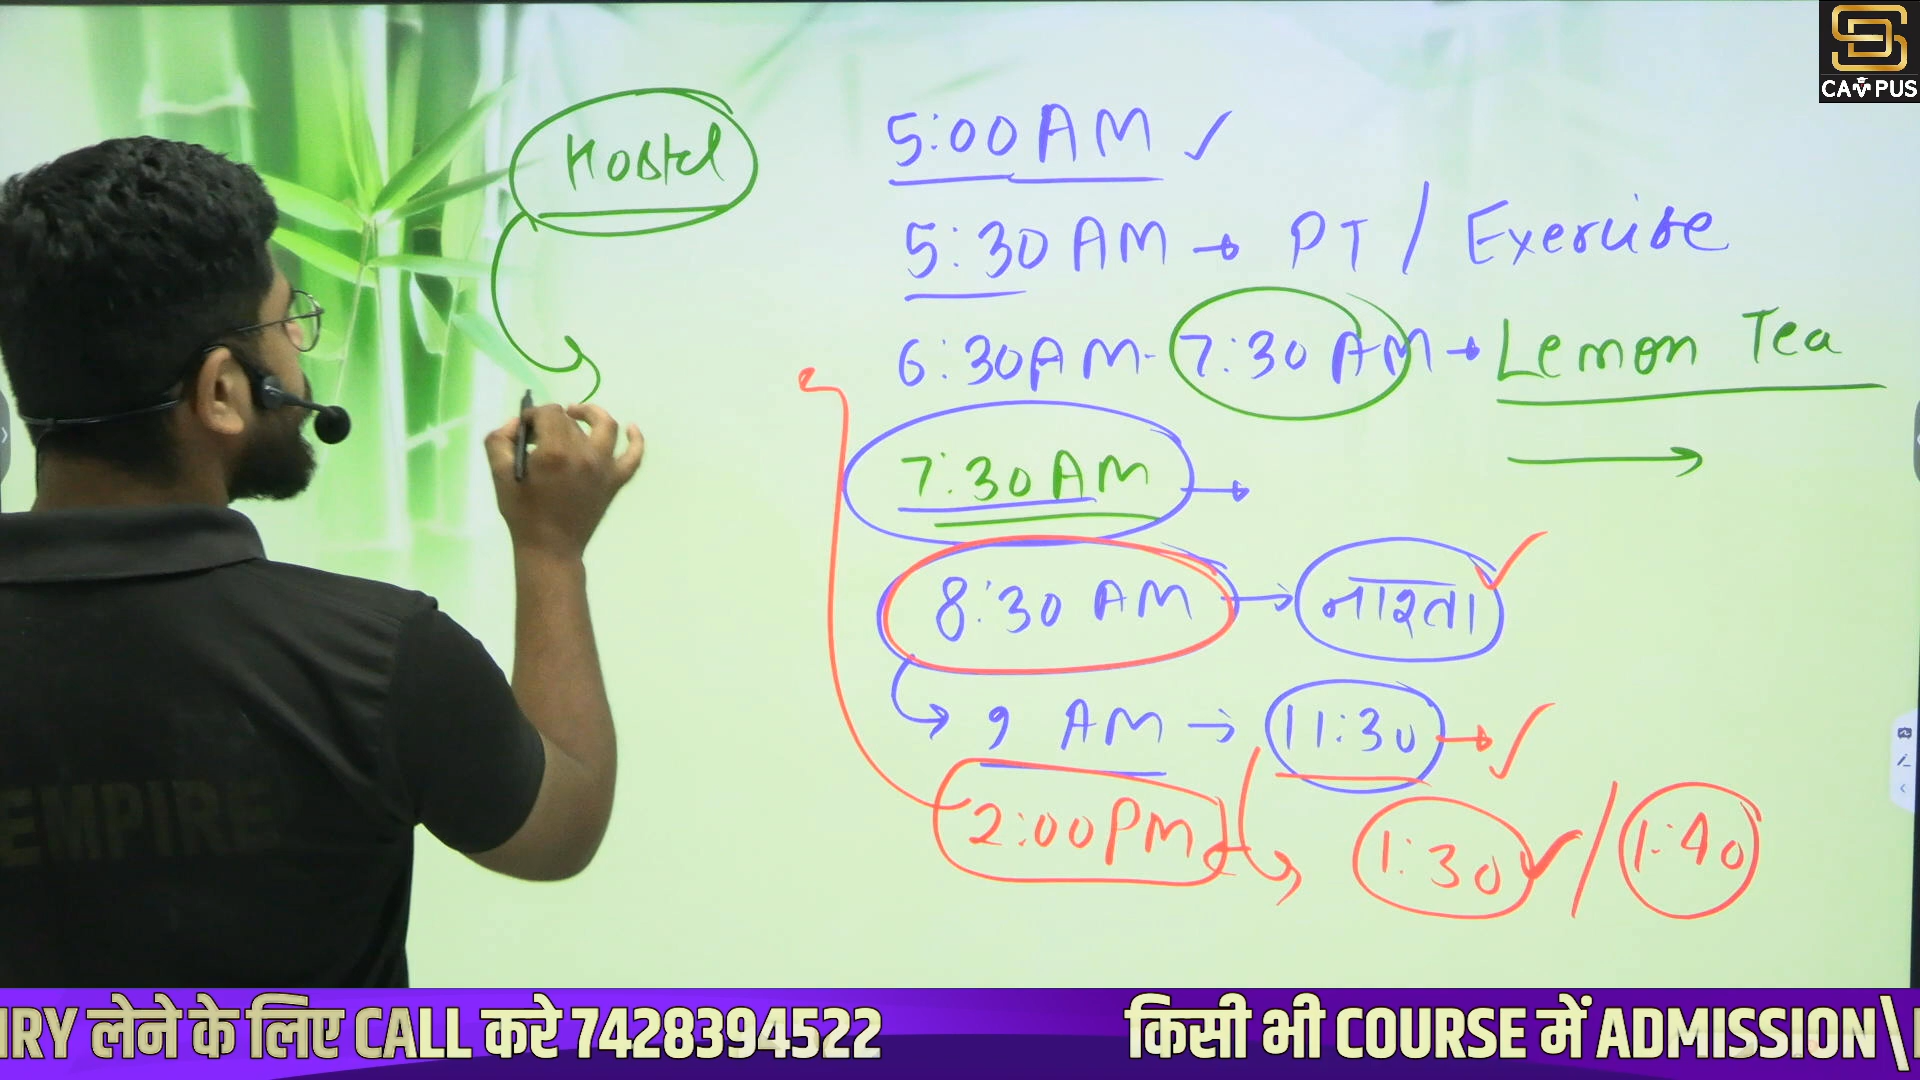 SD
CAMPUS
Hostel
5:00 AM ✓
5:30 AM → PT / Exercise
6:30 AM - 7:30 AM → Lemon Tea
7:30 AM →
8:30 AM → नाश्ता ✓
9 AM → 11:30 → ✓
2:00 PM → 1:30 ✓ / 1:40
EMPIRE
IRY लेने के लिए CALL करे 7428394522 किसी भी COURSE में ADMISSION\